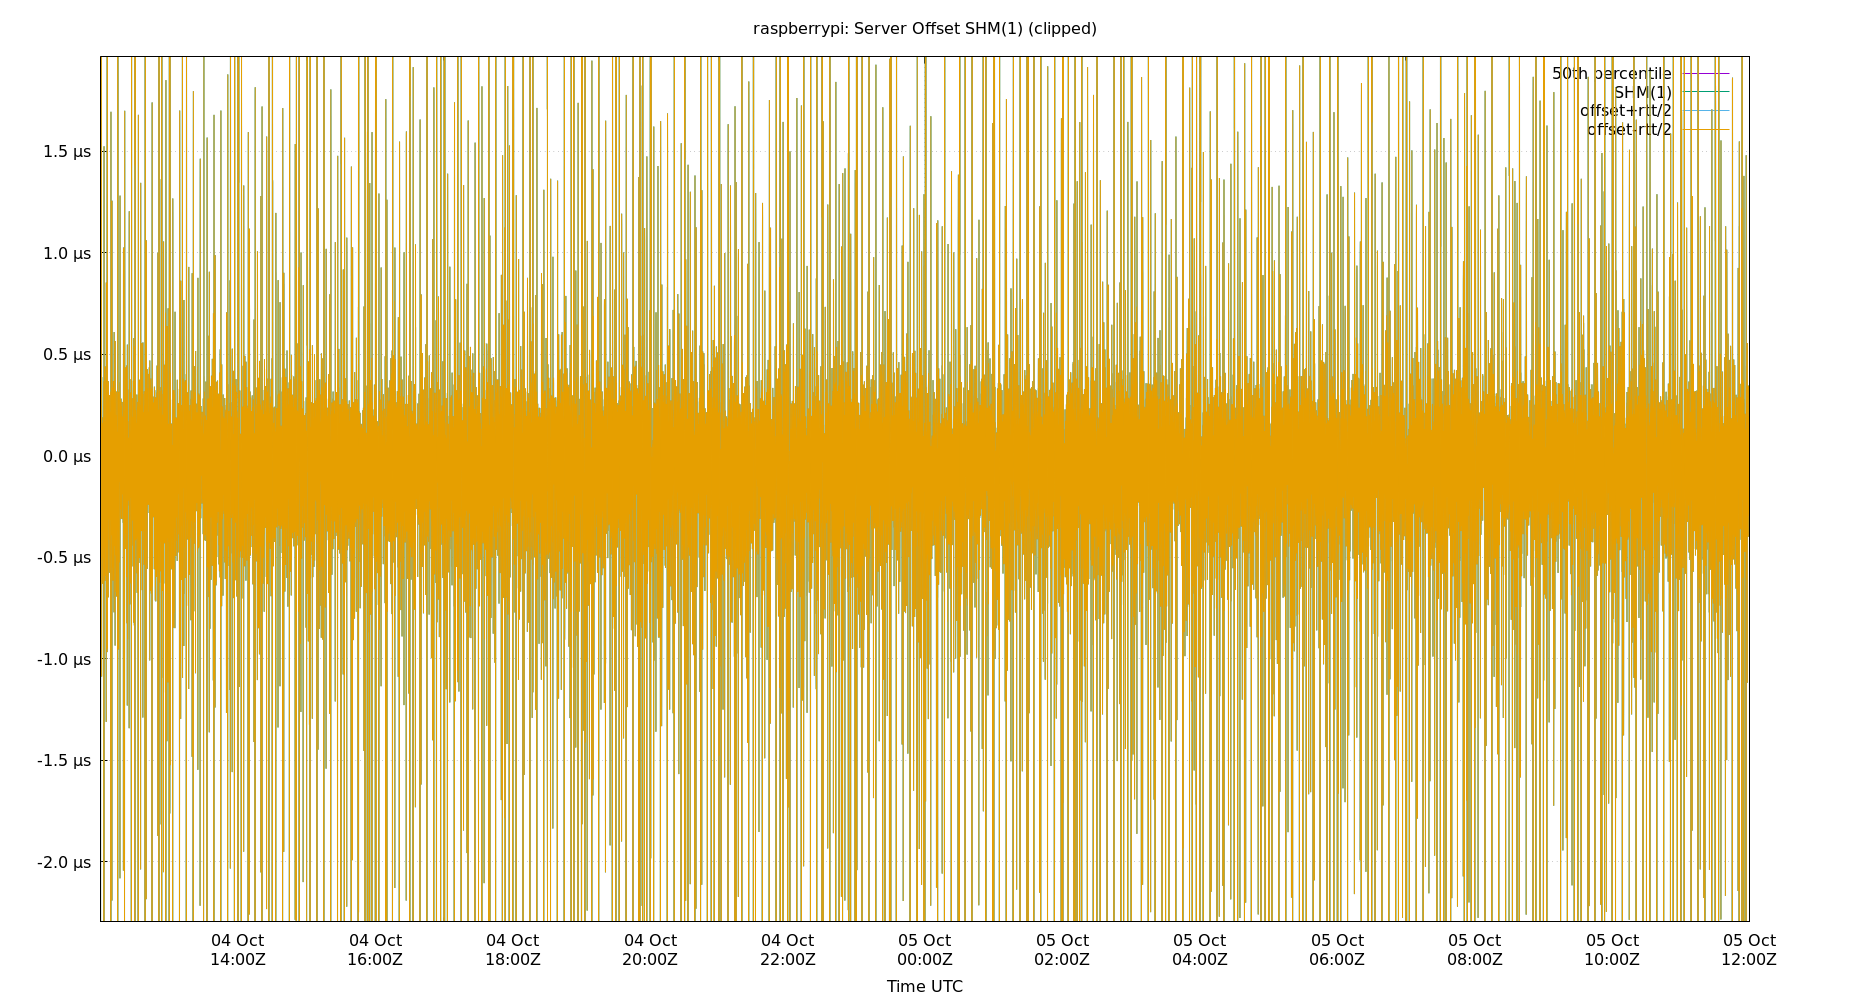 raspberrypi: Server Offset SHM(1) (clipped)
50th percentile
SHM(1)
offset+rtt/2
offset-rtt/2
1.5 µs
1.0 µs
0.5 µs
0.0 µs
-0.5 µs
-1.0 µs
-1.5 µs
-2.0 µs
04 Oct 04 Oct 04 Oct 04 Oct 04 Oct 05 Oct 05 Oct 05 Oct 05 Oct 05 Oct 05 Oct 05 Oct
14:00Z 16:00Z 18:00Z 20:00Z 22:00Z 00:00Z 02:00Z 04:00Z 06:00Z 08:00Z 10:00Z 12:00Z
Time UTC